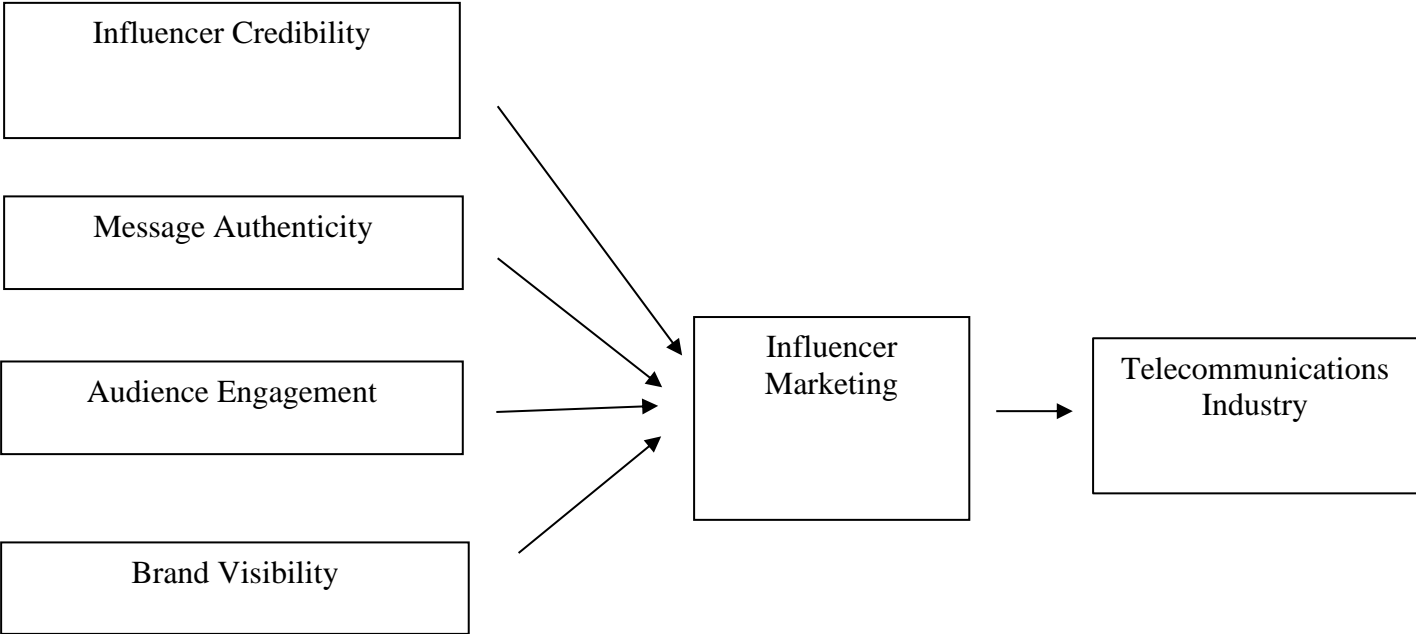 Influencer Credibility
Message Authenticity
Audience Engagement
Brand Visibility
Influencer
Marketing
Telecommunications
Industry